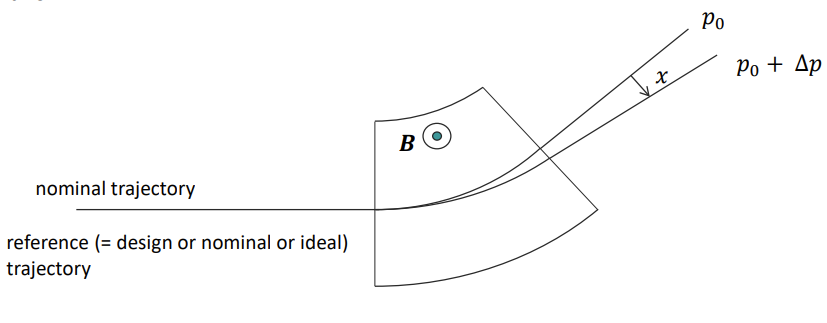 p₀
x
p₀ + Δp
B
nominal trajectory
reference (= design or nominal or ideal)
trajectory